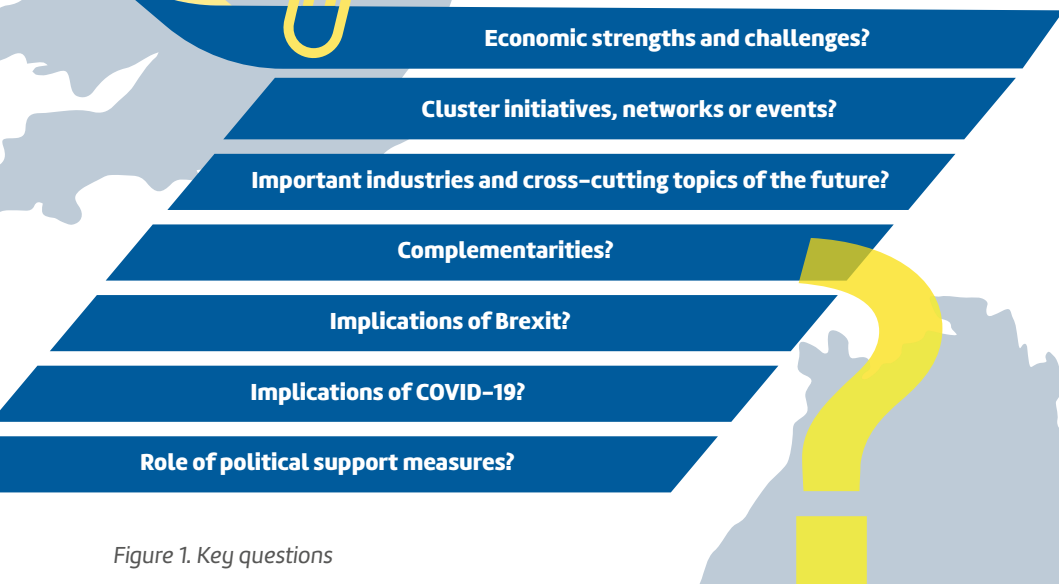 Economic strengths and challenges?
Cluster initiatives, networks or events?
Important industries and cross-cutting topics of the future?
Complementarities?
Implications of Brexit?
Implications of COVID-19?
Role of political support measures?
Figure 1. Key questions